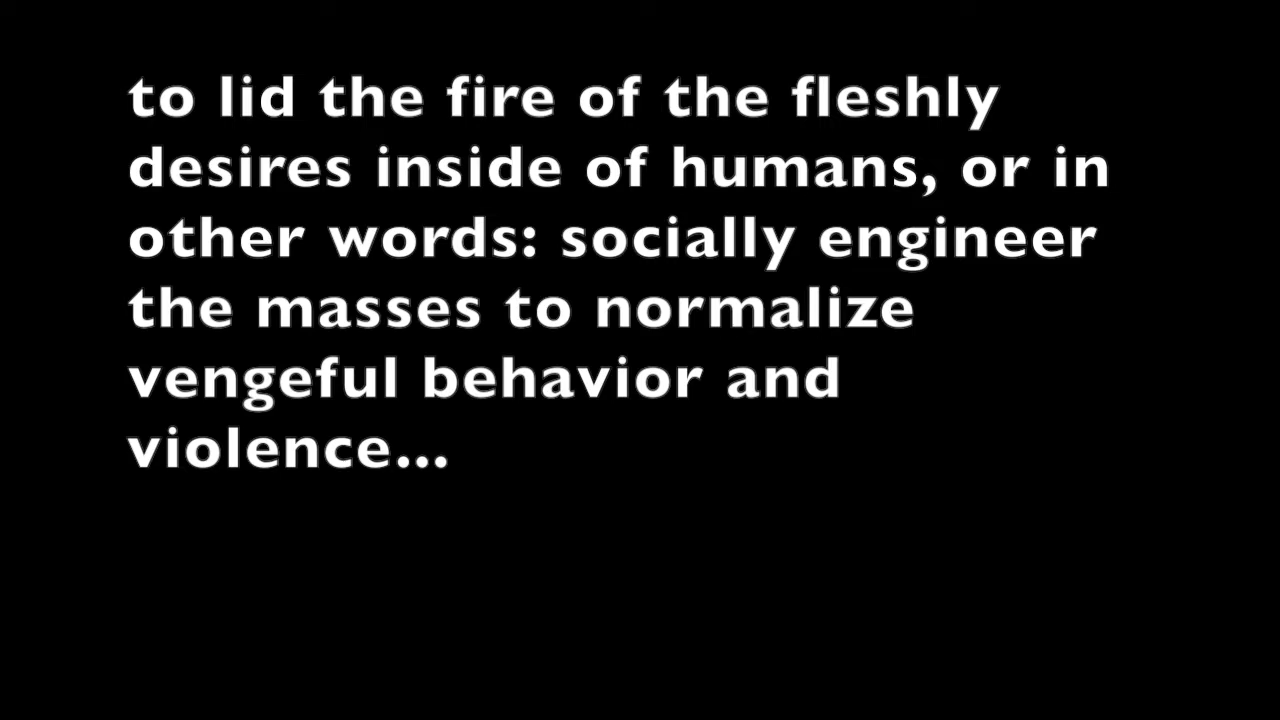 to lid the fire of the fleshly
desires inside of humans, or in
other words: socially engineer
the masses to normalize
vengeful behavior and
violence...